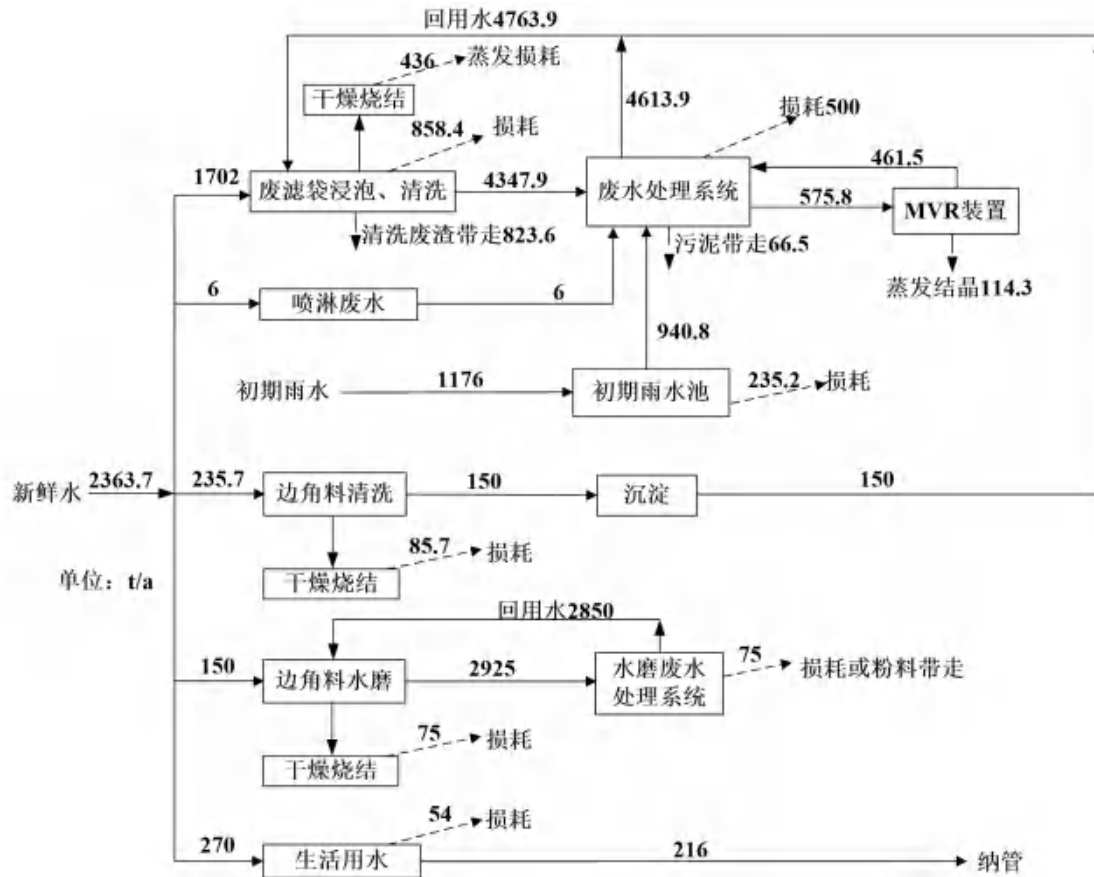 回用水4763.9
436
蒸发损耗
干燥烧结
4613.9
损耗500
858.4
损耗
1702
废滤袋浸泡、清洗
4347.9
废水处理系统
461.5
575.8
MVR装置
清洗废渣带走823.6
污泥带走66.5
蒸发结晶114.3
6
喷淋废水
6
940.8
初期雨水
1176
初期雨水池
235.2
损耗
新鲜水
2363.7
235.7
边角料清洗
150
沉淀
150
85.7
损耗
干燥烧结
单位：t/a
回用水2850
150
边角料水磨
2925
水磨废水
处理系统
75
损耗或粉料带走
75
损耗
干燥烧结
54
损耗
270
生活用水
216
纳管